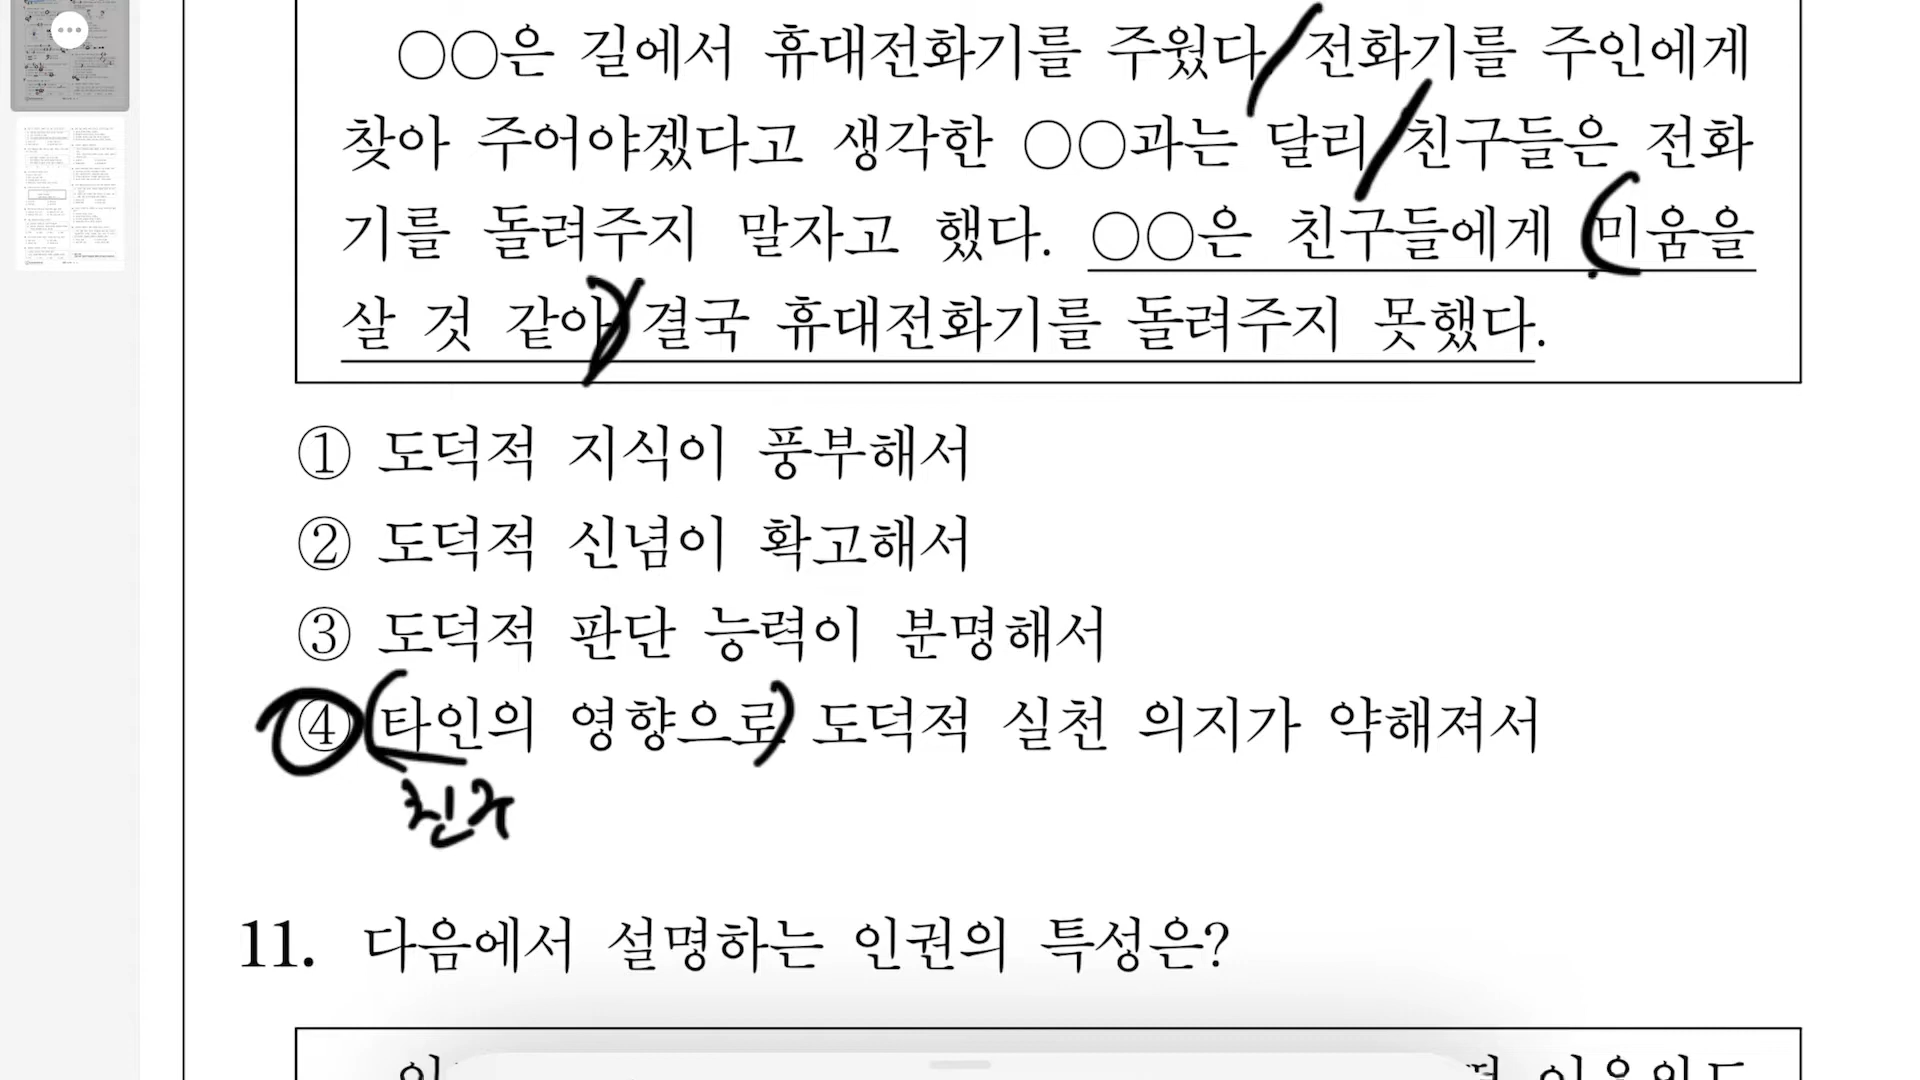 ○○은 길에서 휴대전화기를 주웠다. 전화기를 주인에게
찾아 주어야겠다고 생각한 ○○과는 달리 친구들은 전화
기를 돌려주지 말자고 했다. ○○은 친구들에게 미움을
살 것 같아 결국 휴대전화기를 돌려주지 못했다.
① 도덕적 지식이 풍부해서
② 도덕적 신념이 확고해서
③ 도덕적 판단 능력이 분명해서
④ 타인의 영향으로 도덕적 실천 의지가 약해져서
친구
11. 다음에서 설명하는 인권의 특성은?